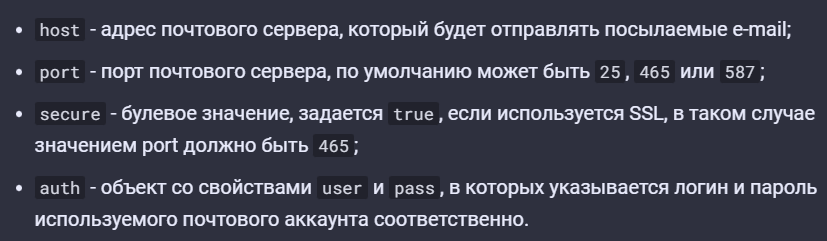 • host - адрес почтового сервера, который будет отправлять посылаемые e-mail;
• port - порт почтового сервера, по умолчанию может быть 25, 465 или 587;
• secure - булевое значение, задается true, если используется SSL, в таком случае
значением port должно быть 465;
• auth - объект со свойствами user и pass, в которых указывается логин и пароль
используемого почтового аккаунта соответственно.